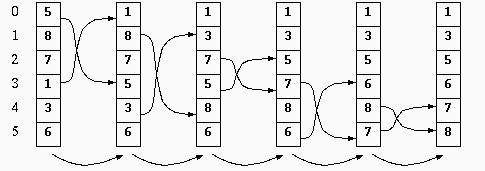 0 5 1 1 1 1 1
1 8 8 3 3 3 3
2 7 7 7 5 5 5
3 1 5 5 7 6 6
4 3 3 8 8 8 7
5 6 6 6 6 7 8